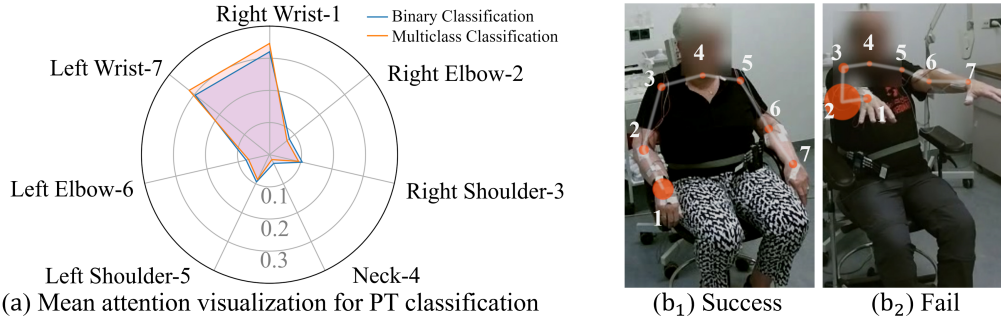 Right Wrist-1
Binary Classification
Multiclass Classification
Left Wrist-7
Right Elbow-2
Left Elbow-6
Right Shoulder-3
0.1
0.2
0.3
Left Shoulder-5
Neck-4
(a) Mean attention visualization for PT classification
4
3
5
2
6
7
1
(b₁) Success
3
4
5
6
7
2
1
(b₂) Fail